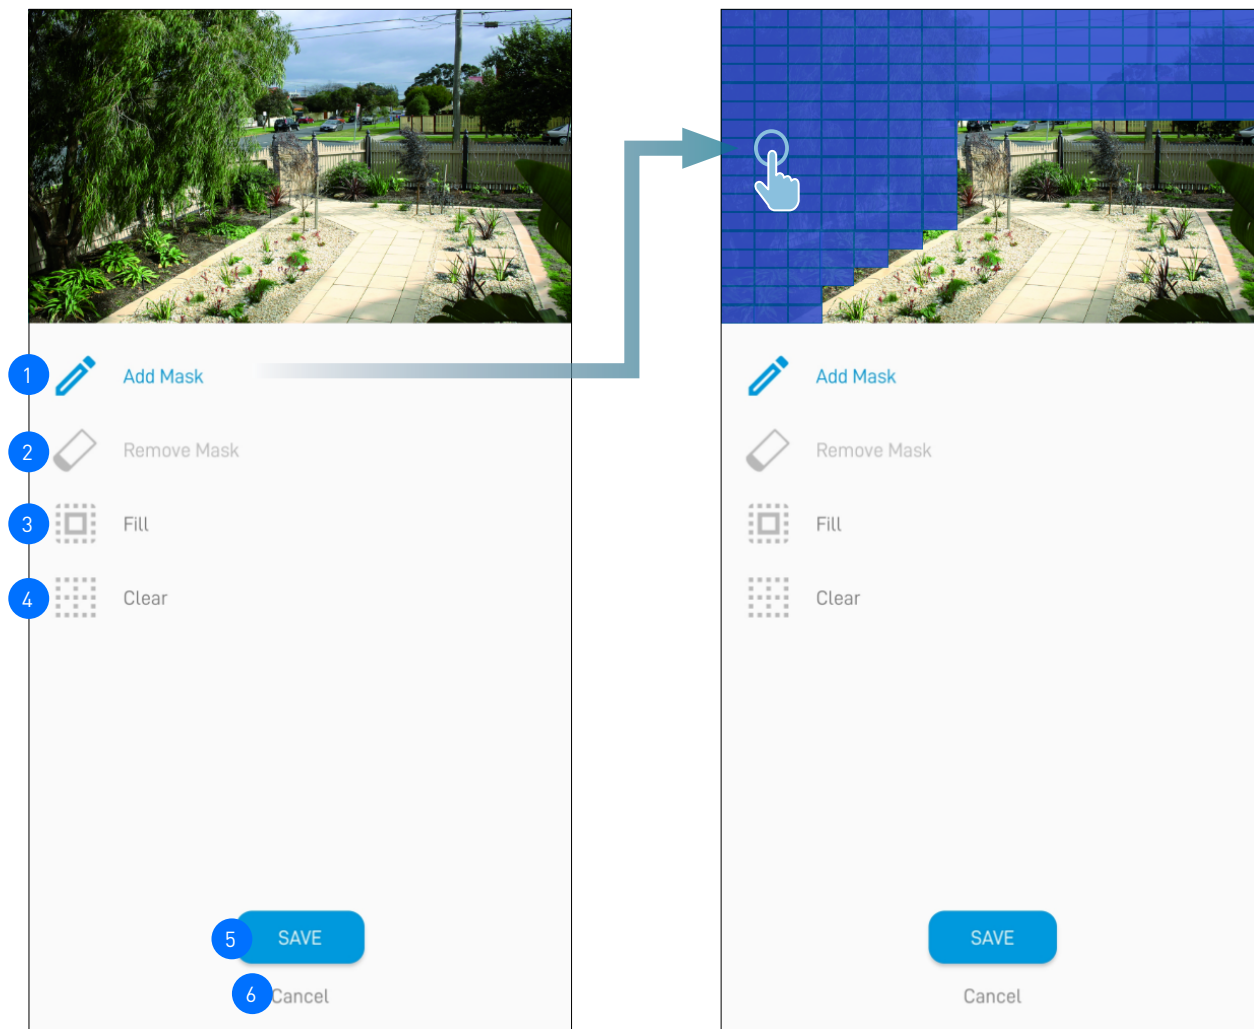 1 Add Mask
2 Remove Mask
3 Fill
4 Clear
5 SAVE
6 Cancel
Add Mask
Remove Mask
Fill
Clear
SAVE
Cancel